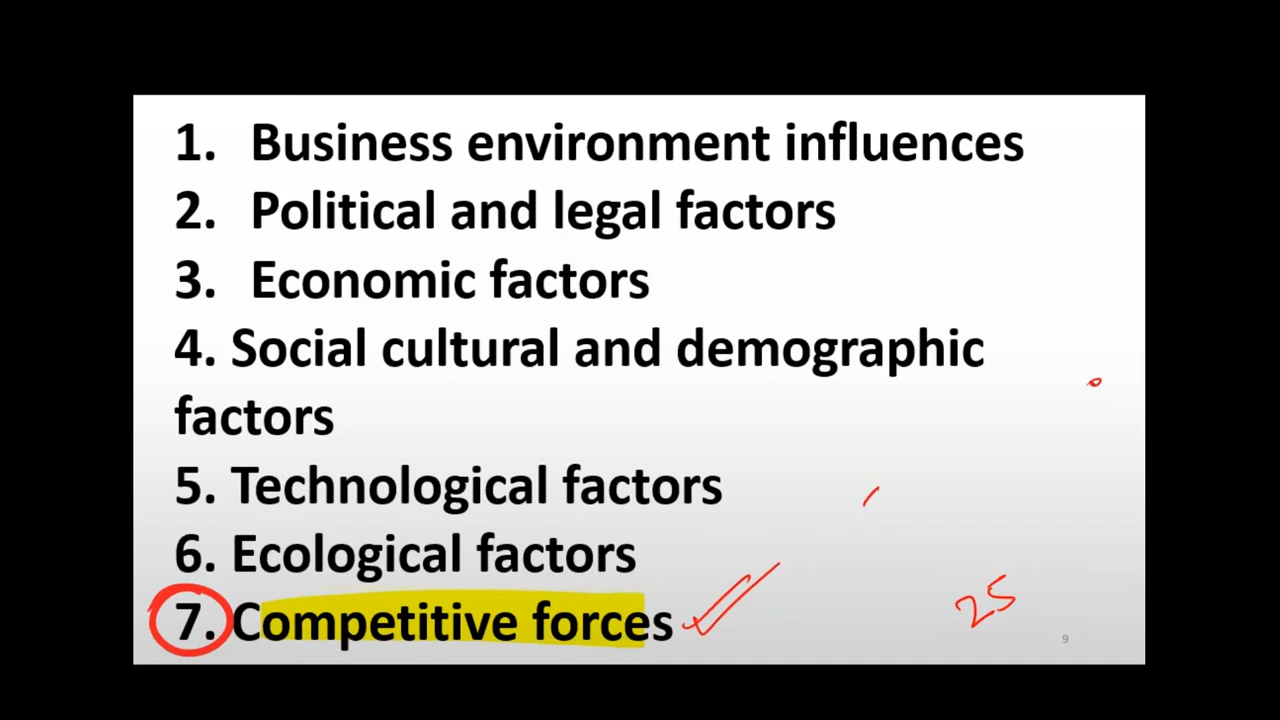 1. Business environment influences
2. Political and legal factors
3. Economic factors
4. Social cultural and demographic
factors
5. Technological factors
6. Ecological factors
7. Competitive forces
25
9